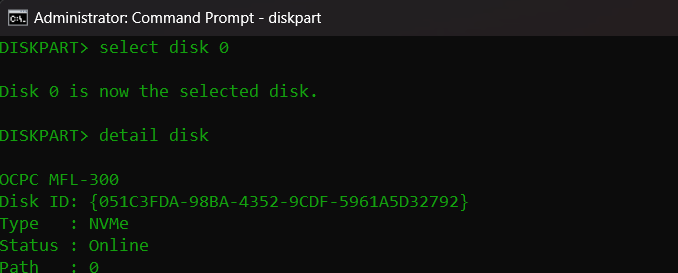 Administrator: Command Prompt - diskpart
DISKPART> select disk 0
Disk 0 is now the selected disk.
DISKPART> detail disk
OCPC MFL-300
Disk ID: {051C3FDA-98BA-4352-9CDF-5961A5D32792}
Type   : NVMe
Status : Online
Path   : 0